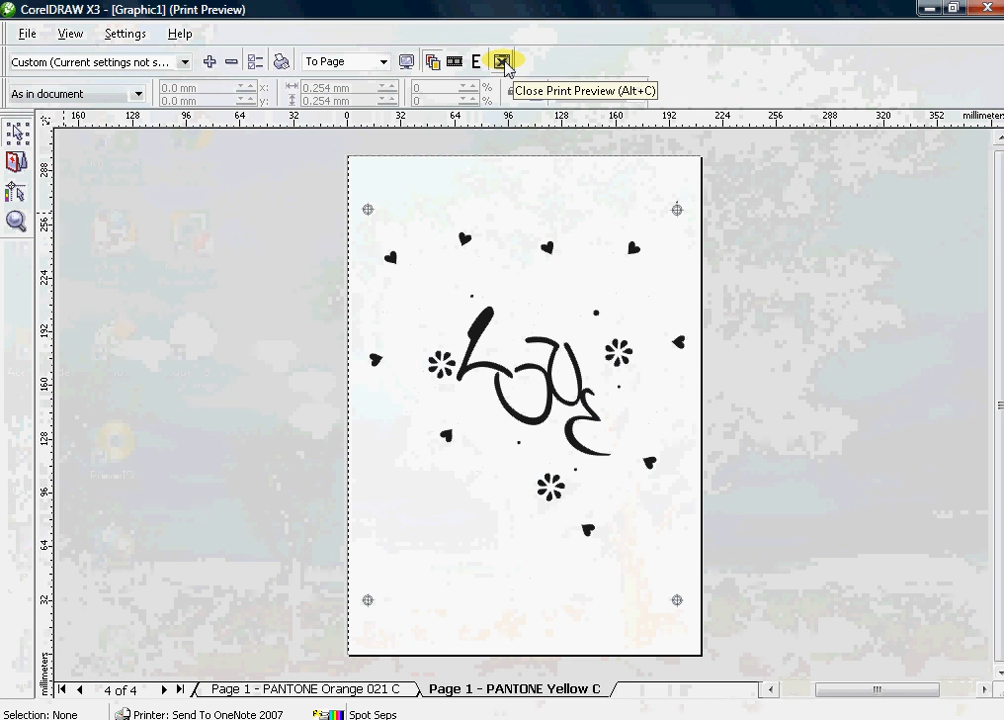 CorelDRAW X3 - [Graphic1] (Print Preview)
File View Settings Help
Custom (Current settings not s... To Page E
As in document 0.0 mm 0.0 mm x: y: 0.254 mm 0.254 mm 0 0 % %
Close Print Preview (Alt+C)
160 128 96 64 32 0 32 64 96 128 160 192 224 256 288 320 352 millimeters
288
256
224
192
160
128
96
64
32
millimeters
Love
4 of 4 Page 1 - PANTONE Orange 021 C Page 1 - PANTONE Yellow C
Selection: None Printer: Send To OneNote 2007 Spot Seps